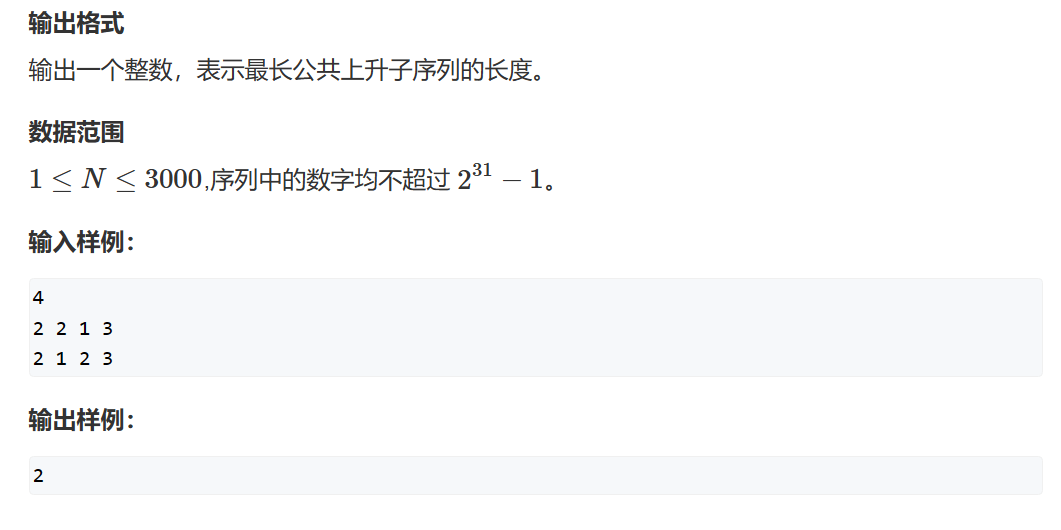 输出格式
输出一个整数，表示最长公共上升子序列的长度。
数据范围
1 ≤ N ≤ 3000,序列中的数字均不超过 2^31 − 1。
输入样例：
4
2 2 1 3
2 1 2 3
输出样例：
2